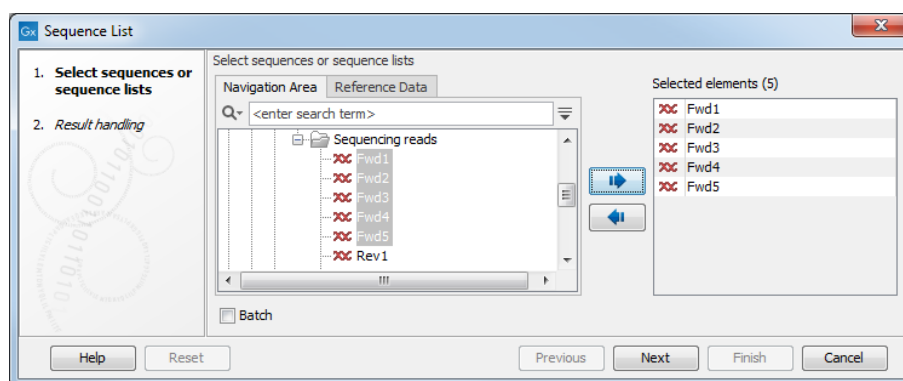 Gx Sequence List
X
1. Select sequences or
sequence lists
2. Result handling
Select sequences or sequence lists
Navigation Area Reference Data
<enter search term>
Sequencing reads
Fwd1
Fwd2
Fwd3
Fwd4
Fwd5
Rev1
Batch
Selected elements (5)
Fwd1
Fwd2
Fwd3
Fwd4
Fwd5
Help Reset Previous Next Finish Cancel